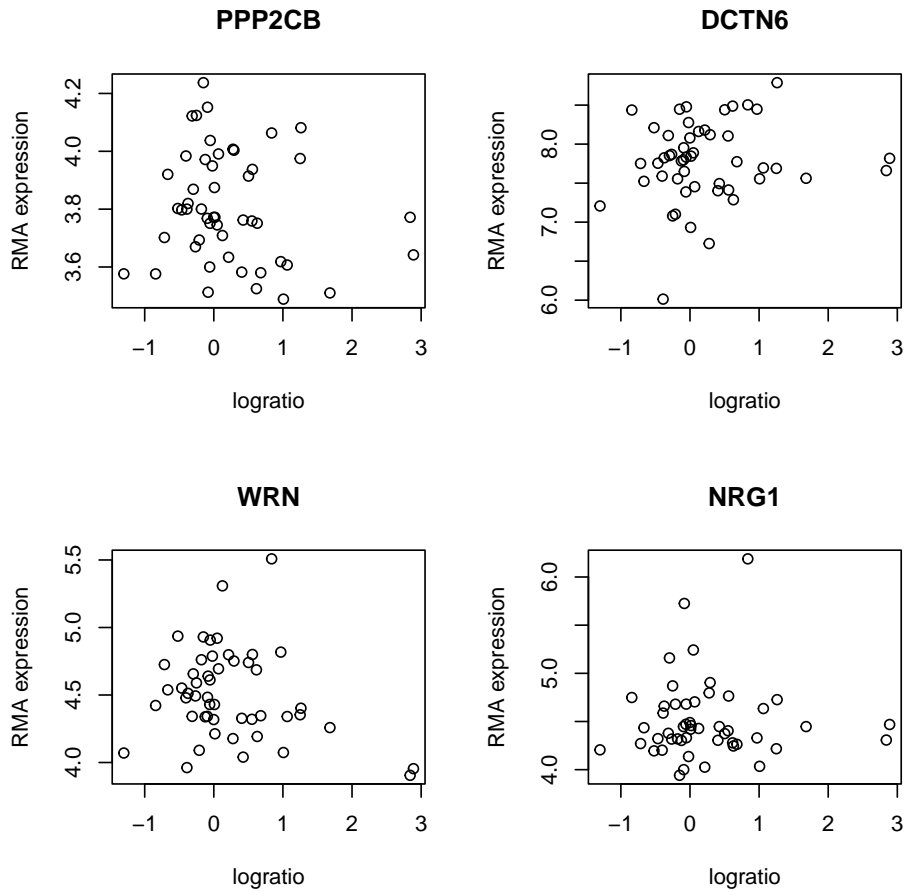 PPP2CB
RMA expression
3.6 3.8 4.0 4.2
−1 0 1 2 3
logratio
DCTN6
RMA expression
6.0 7.0 8.0
−1 0 1 2 3
logratio
WRN
RMA expression
4.0 4.5 5.0 5.5
−1 0 1 2 3
logratio
NRG1
RMA expression
4.0 5.0 6.0
−1 0 1 2 3
logratio